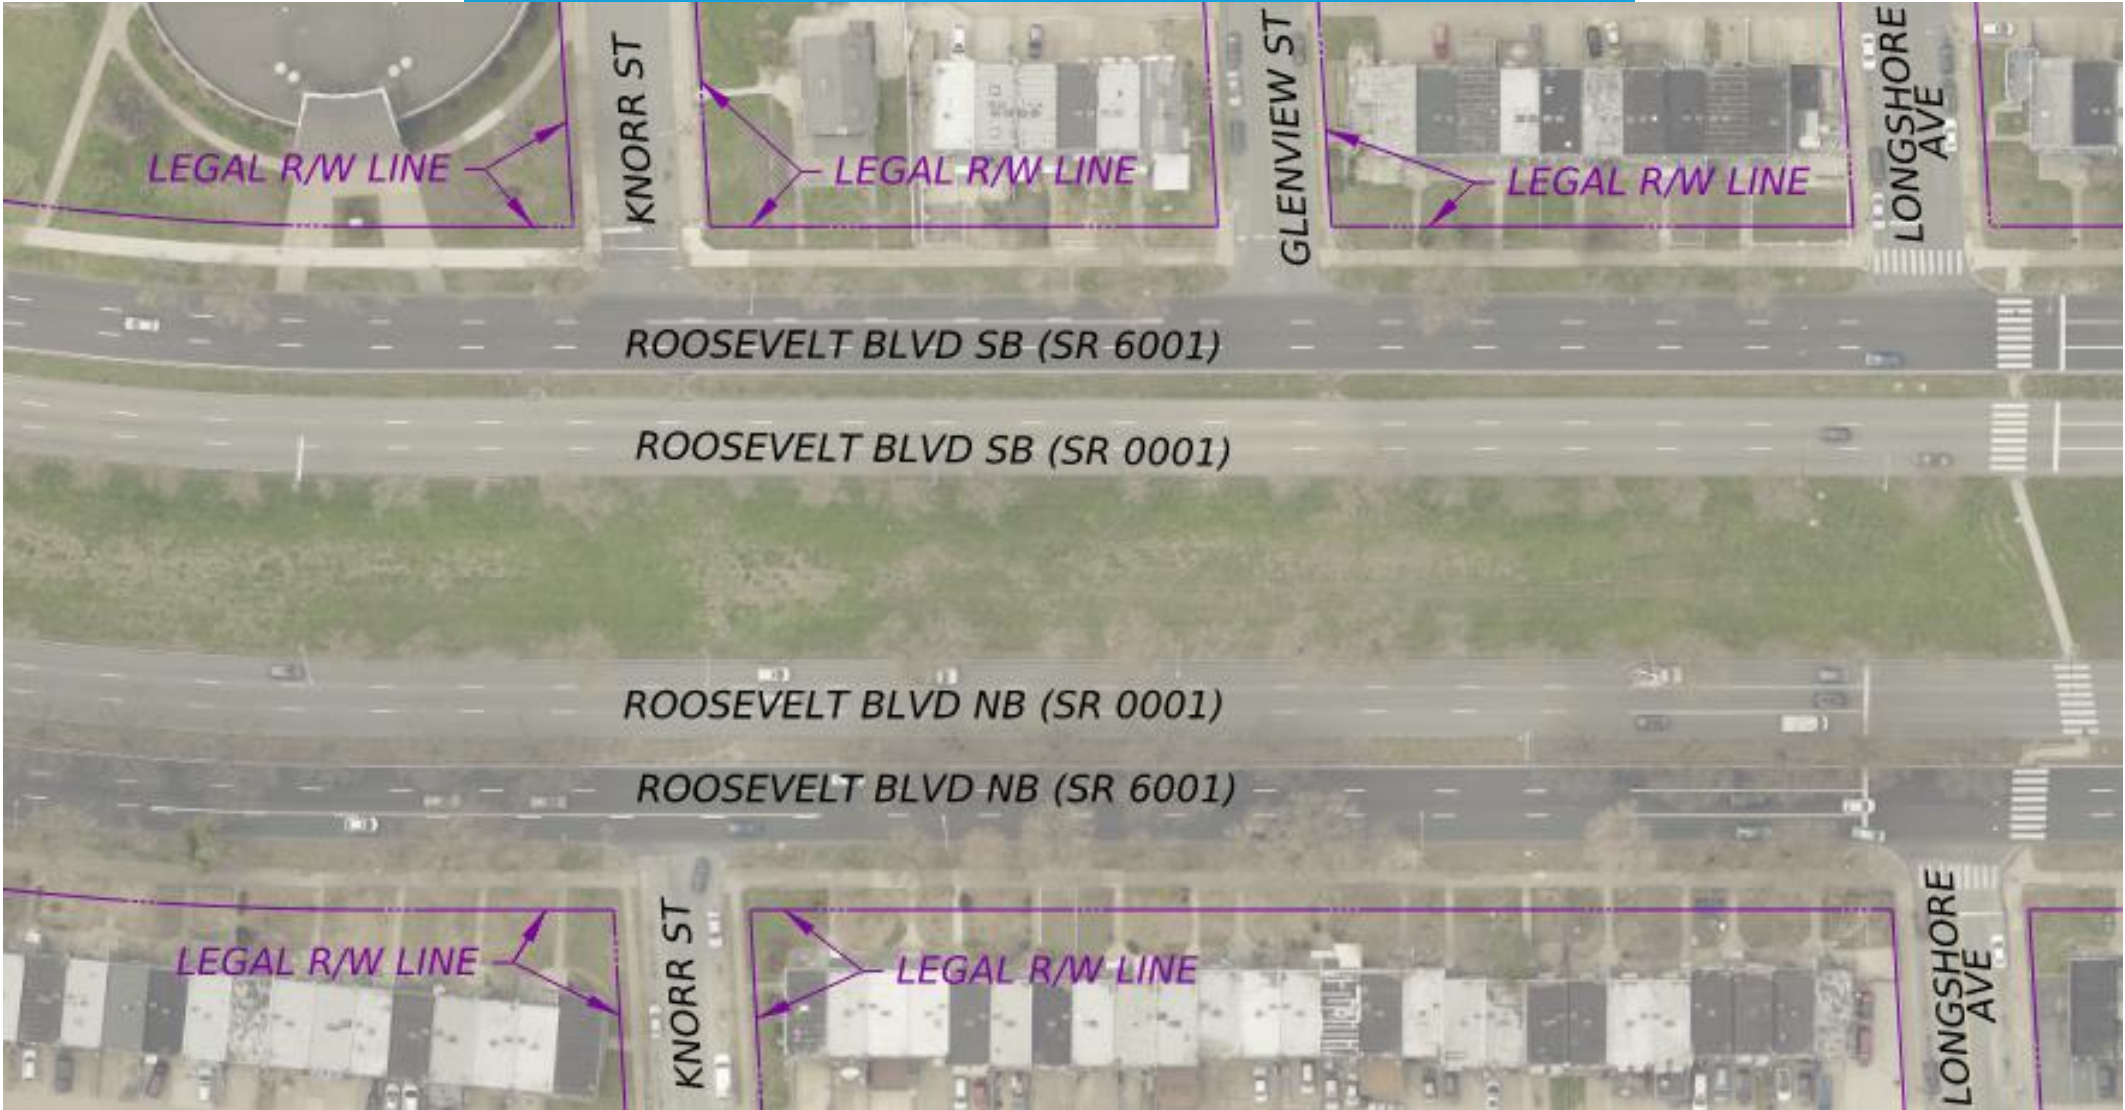 KNORR ST
GLENVIEW ST
LONGSHORE
AVE
LEGAL R/W LINE
LEGAL R/W LINE
LEGAL R/W LINE
ROOSEVELT BLVD SB (SR 6001)
ROOSEVELT BLVD SB (SR 0001)
ROOSEVELT BLVD NB (SR 0001)
ROOSEVELT BLVD NB (SR 6001)
LEGAL R/W LINE
KNORR ST
LEGAL R/W LINE
LONGSHORE
AVE